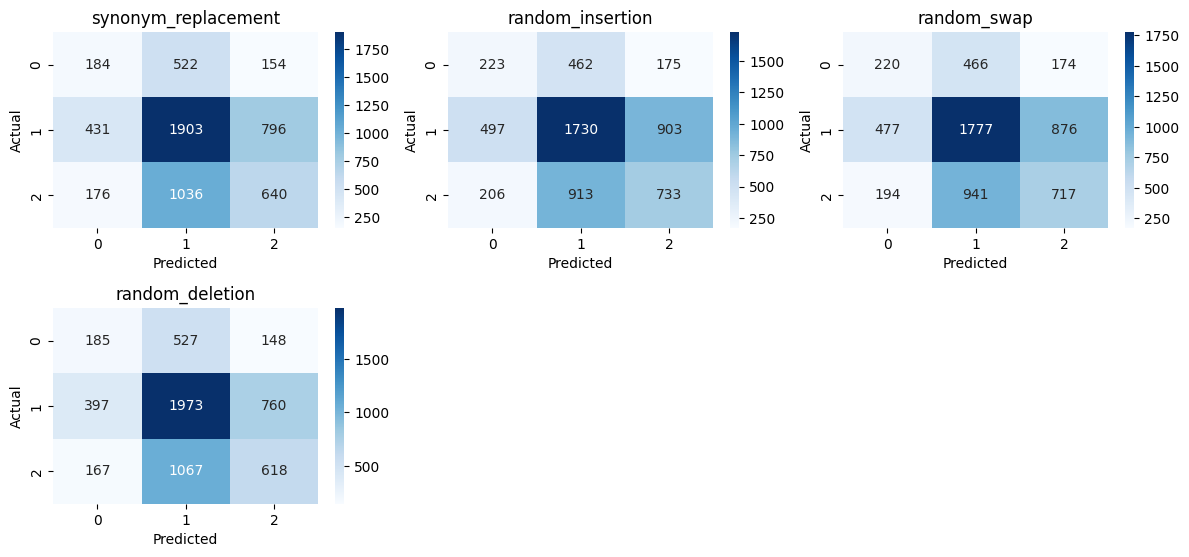 synonym_replacement
0 184 522 154
1 431 1903 796
2 176 1036 640
0 1 2
Predicted
Actual
1750
1500
1250
1000
750
500
250
random_insertion
0 223 462 175
1 497 1730 903
2 206 913 733
0 1 2
Predicted
Actual
1500
1250
1000
750
500
250
random_swap
0 220 466 174
1 477 1777 876
2 194 941 717
0 1 2
Predicted
Actual
1750
1500
1250
1000
750
500
250
random_deletion
0 185 527 148
1 397 1973 760
2 167 1067 618
0 1 2
Predicted
Actual
1500
1000
500